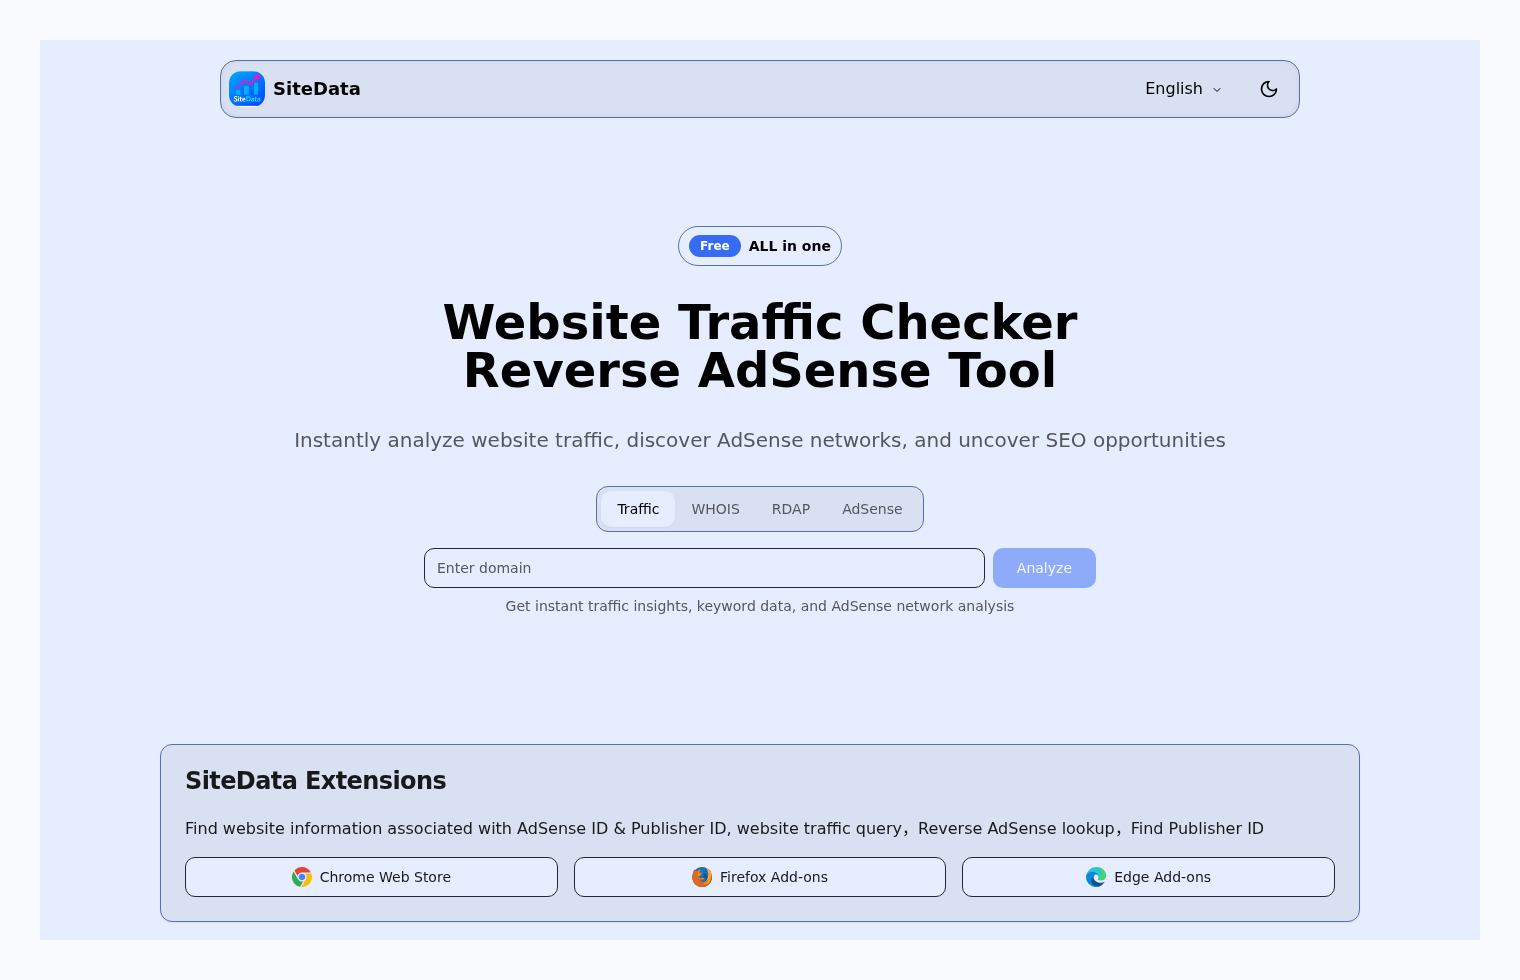 SiteData
SiteData
English
Free ALL in one
Website Traffic Checker
Reverse AdSense Tool
Instantly analyze website traffic, discover AdSense networks, and uncover SEO opportunities
Traffic WHOIS RDAP AdSense
Enter domain
Analyze
Get instant traffic insights, keyword data, and AdSense network analysis
SiteData Extensions
Find website information associated with AdSense ID & Publisher ID, website traffic query，Reverse AdSense lookup，Find Publisher ID
Chrome Web Store
Firefox Add-ons
Edge Add-ons